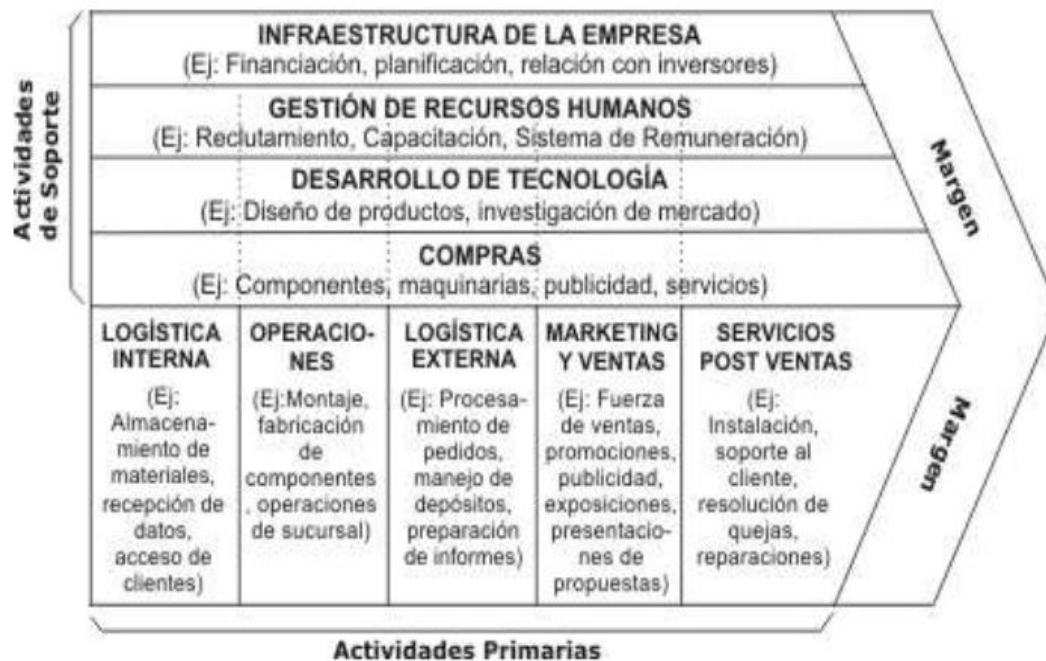 Actividades
de Soporte
INFRAESTRUCTURA DE LA EMPRESA
(Ej: Financiación, planificación, relación con inversores)
GESTIÓN DE RECURSOS HUMANOS
(Ej: Reclutamiento, Capacitación, Sistema de Remuneración)
DESARROLLO DE TECNOLOGÍA
(Ej: Diseño de productos, investigación de mercado)
COMPRAS
(Ej: Componentes, maquinarias, publicidad, servicios)
Margen
LOGÍSTICA
INTERNA
(Ej:
Almacena-
miento de
materiales,
recepción de
datos,
acceso de
clientes)
OPERACIO-
NES
(Ej:Montaje,
fabricación
de
componentes
, operaciones
de sucursal)
LOGÍSTICA
EXTERNA
(Ej: Procesa-
miento de
pedidos,
manejo de
depósitos,
preparación
de informes)
MARKETING
Y VENTAS
(Ej: Fuerza
de ventas,
promociones,
publicidad,
exposiciones,
presentacio-
nes de
propuestas)
SERVICIOS
POST VENTAS
(Ej:
Instalación,
soporte al
cliente,
resolución de
quejas,
reparaciones)
Margen
Actividades Primarias